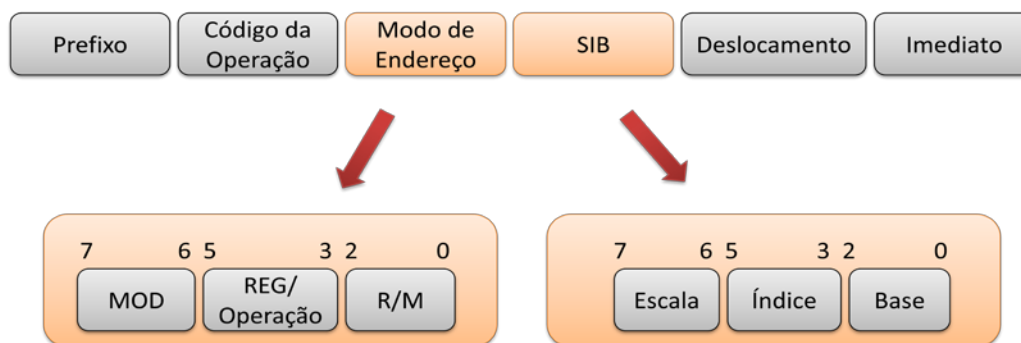 Prefixo
Código da
Operação
Modo de
Endereço
SIB
Deslocamento
Imediato
7 6 5 3 2 0
MOD
REG/
Operação
R/M
7 6 5 3 2 0
Escala
Índice
Base